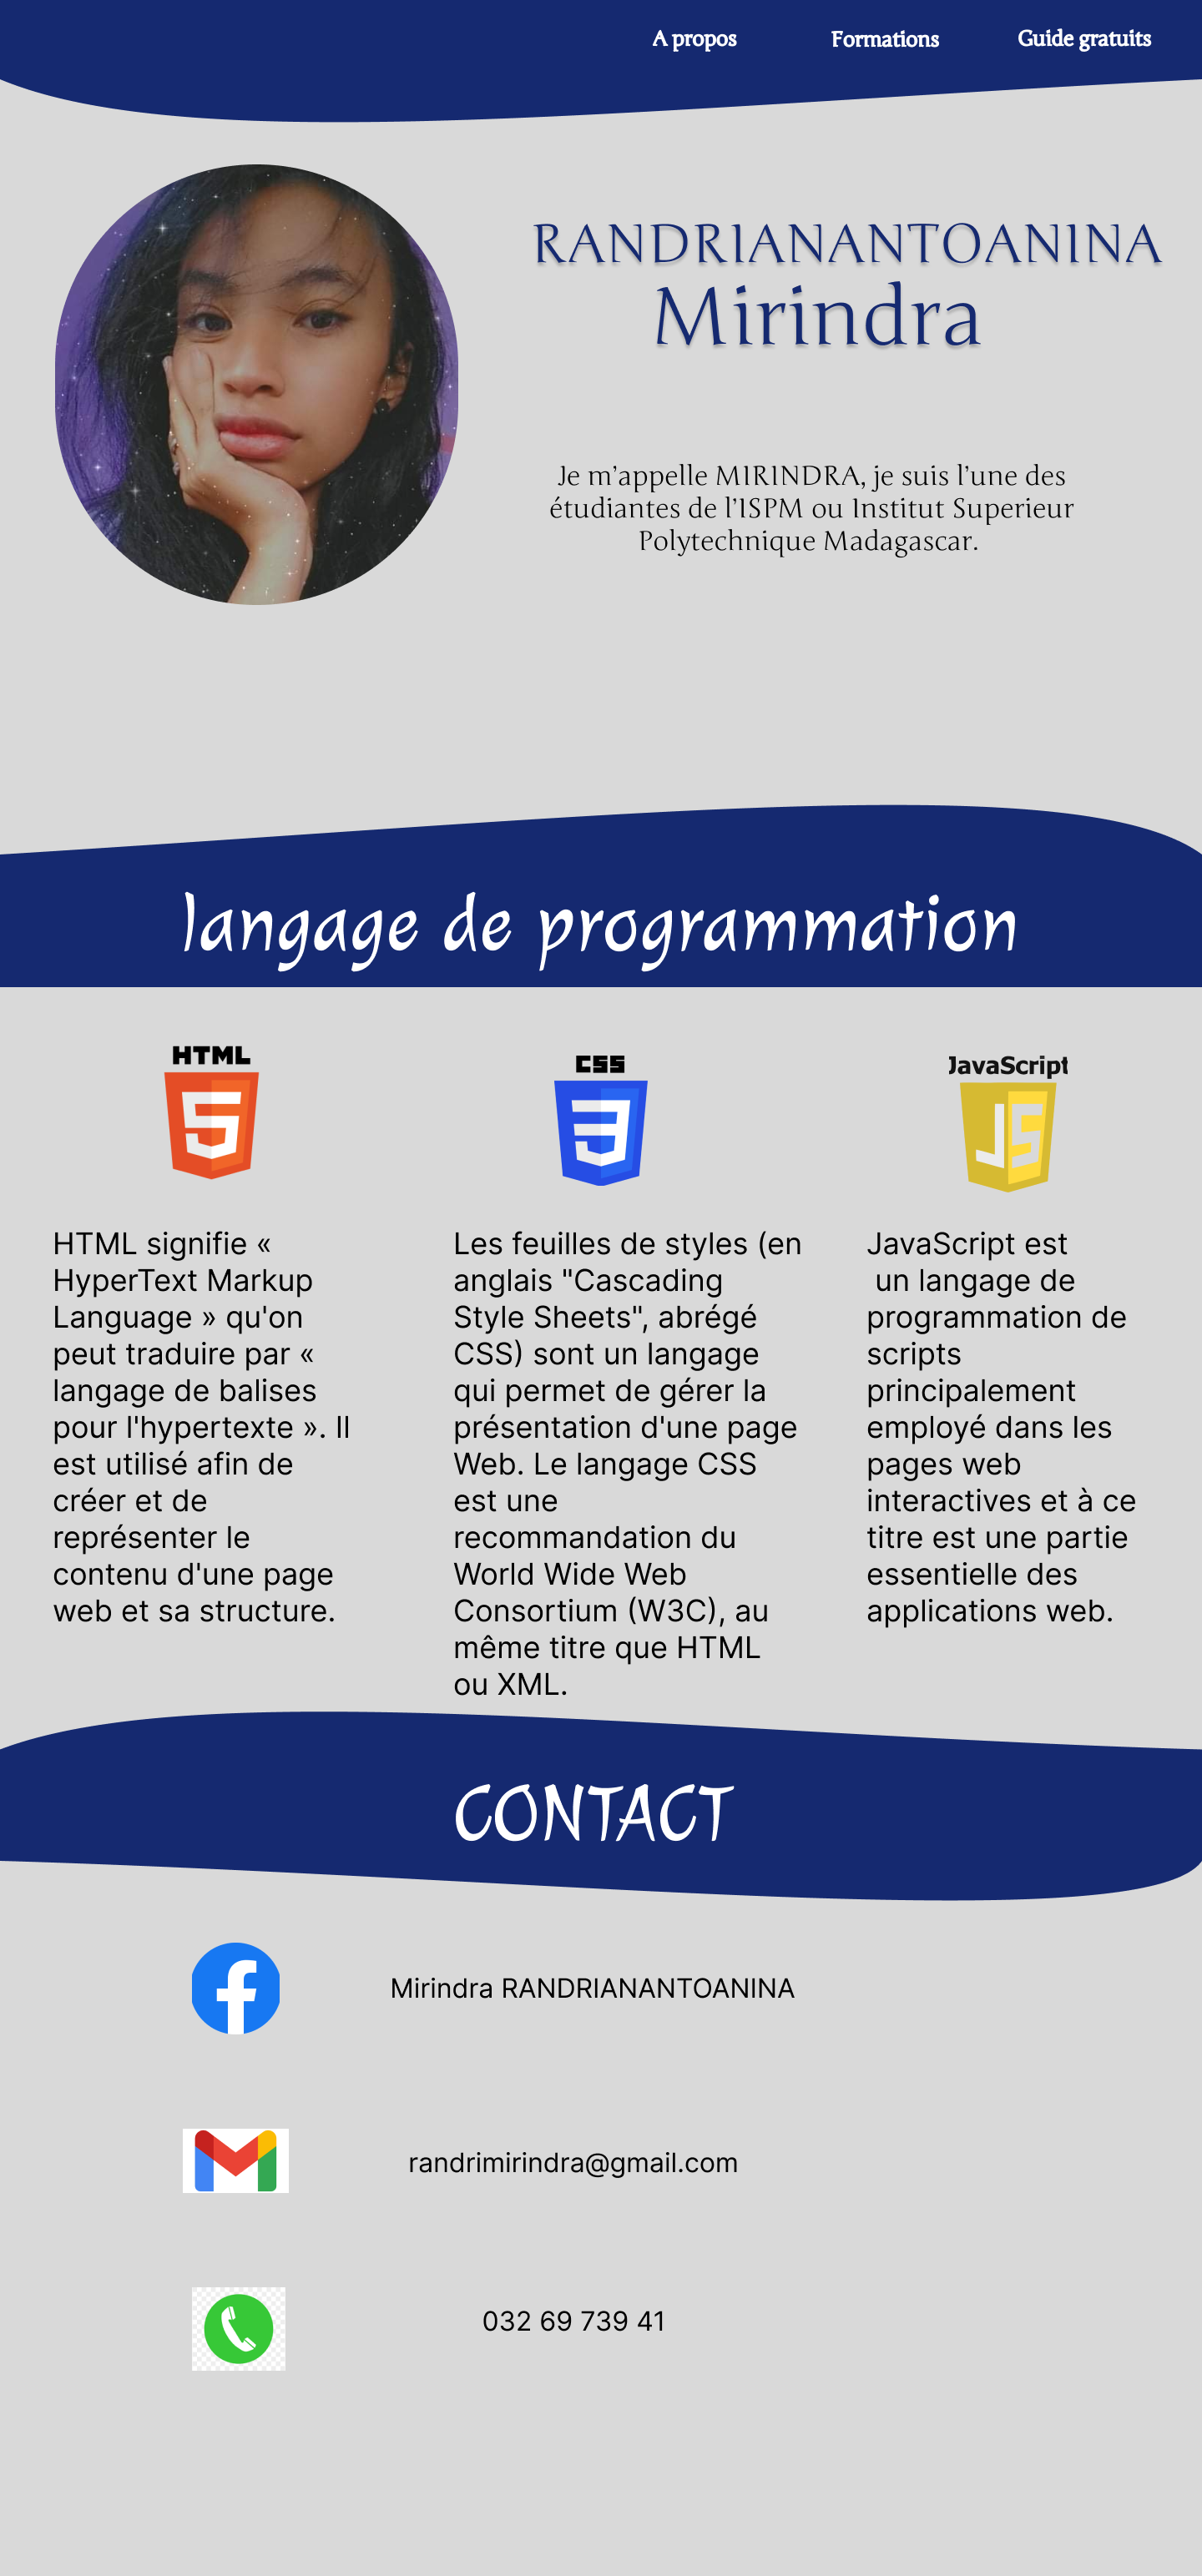 A propos
Formations
Guide gratuits
RANDRIANANTOANINA
Mirindra
Je m'appelle MIRINDRA, je suis l'une des
étudiantes de l'ISPM ou Institut Superieur
Polytechnique Madagascar.
langage de programmation
HTML
5
HTML signifie «
HyperText Markup
Language » qu'on
peut traduire par «
langage de balises
pour l'hypertexte ». Il
est utilisé afin de
créer et de
représenter le
contenu d'une page
web et sa structure.
CSS
3
Les feuilles de styles (en
anglais "Cascading
Style Sheets", abrégé
CSS) sont un langage
qui permet de gérer la
présentation d'une page
Web. Le langage CSS
est une
recommandation du
World Wide Web
Consortium (W3C), au
même titre que HTML
ou XML.
JavaScript
JS
JavaScript est
un langage de
programmation de
scripts
principalement
employé dans les
pages web
interactives et à ce
titre est une partie
essentielle des
applications web.
CONTACT
f
Mirindra RANDRIANANTOANINA
M
randrimirindra@gmail.com
032 69 739 41